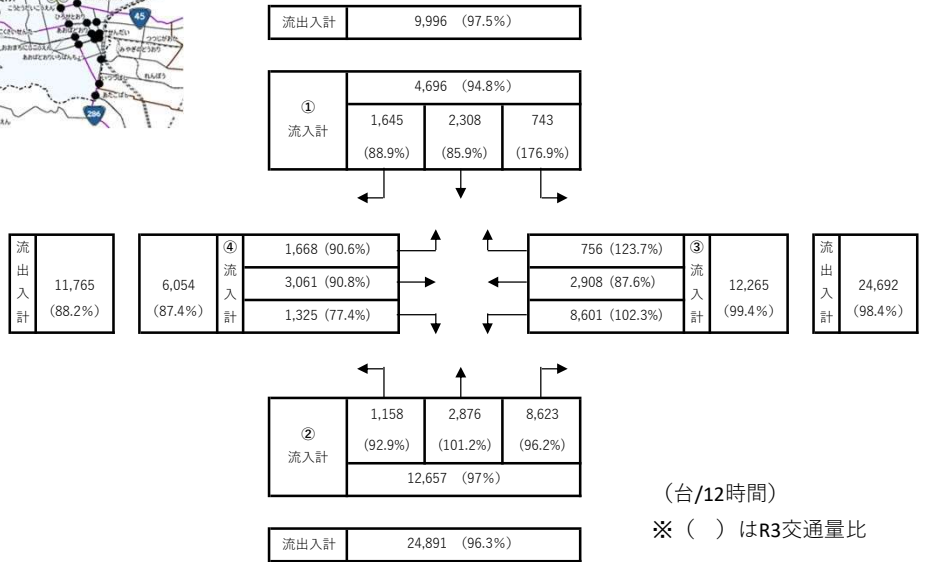 45
286
流出入計 9,996 (97.5%)
①
流入計
4,696 (94.8%)
1,645 2,308 743
(88.9%) (85.9%) (176.9%)
流出入計
11,765
(88.2%)
6,054
(87.4%)
④
流入計
1,668 (90.6%)
3,061 (90.8%)
1,325 (77.4%)
756 (123.7%)
2,908 (87.6%)
8,601 (102.3%)
③
流入計
12,265
(99.4%)
流出入計
24,692
(98.4%)
②
流入計
1,158 2,876 8,623
(92.9%) (101.2%) (96.2%)
12,657 (97%)
流出入計 24,891 (96.3%)
(台/12時間)
※( )はR3交通量比